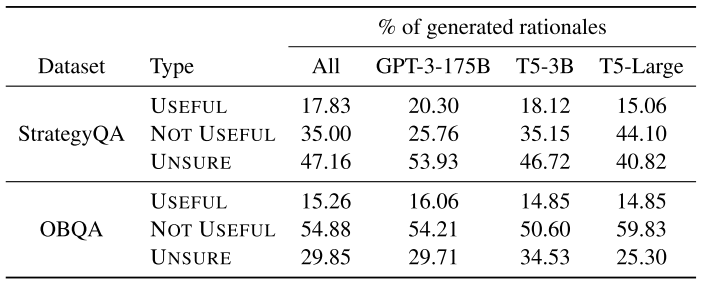 % of generated rationales
Dataset Type All GPT-3-175B T5-3B T5-Large
USEFUL 17.83 20.30 18.12 15.06
StrategyQA NOT USEFUL 35.00 25.76 35.15 44.10
UNSURE 47.16 53.93 46.72 40.82
USEFUL 15.26 16.06 14.85 14.85
OBQA NOT USEFUL 54.88 54.21 50.60 59.83
UNSURE 29.85 29.71 34.53 25.30